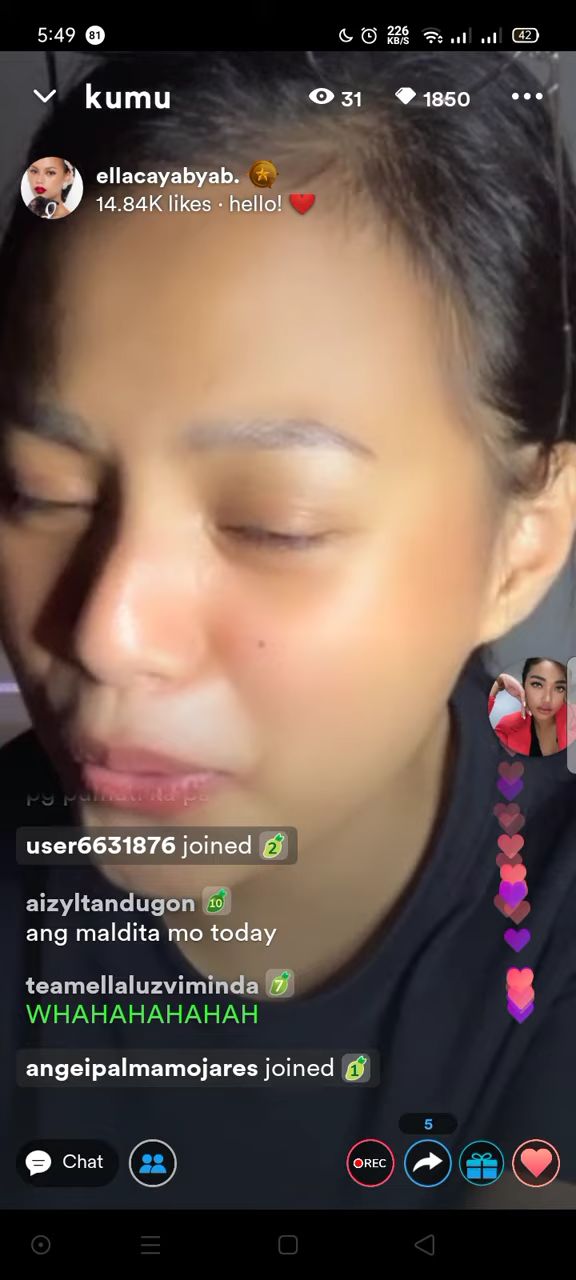 5:49 81 226 KB/S 42
kumu 31 1850
ellacayabyab.
14.84K likes · hello!
user6631876 joined 2
aizyltandugon 10
ang maldita mo today
teamellaluzviminda 7
WHAHAHAHAHAH
angeipalmamojares joined 1
5
Chat REC